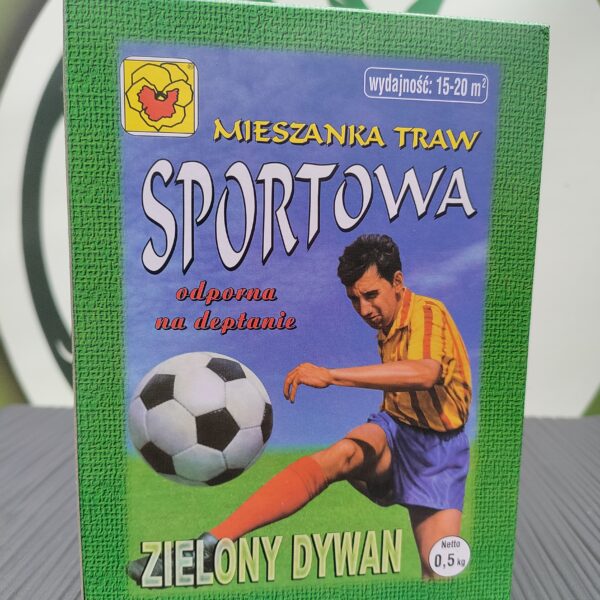 wydajność: 15-20 m²
MIESZANKA TRAW
SPORTOWA
odporna
na deptanie
ZIELONY DYWAN
Netto
0,5 kg